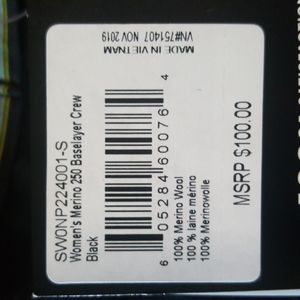 SW0NP224001-S
Women's Merino 250 Baselayer Crew
Black
6 05284 60076 4
100% Merino Wool
100 % laine mérino
100% Merinowolle
MSRP $100.00
MADE IN VIETNAM
VN#751407 NOV 2019